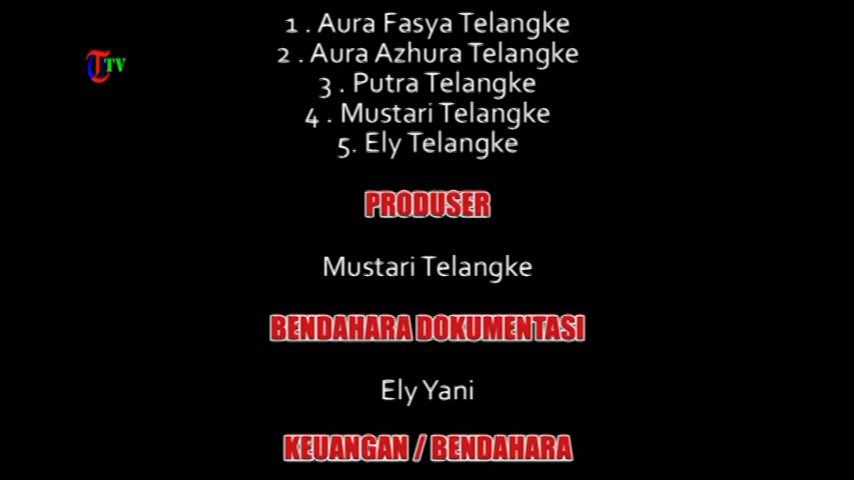 1 . Aura Fasya Telangke
2 . Aura Azhura Telangke
3 . Putra Telangke
4 . Mustari Telangke
5. Ely Telangke
TTV
PRODUSER
Mustari Telangke
BENDAHARA DOKUMENTASI
Ely Yani
KEUANGAN / BENDAHARA